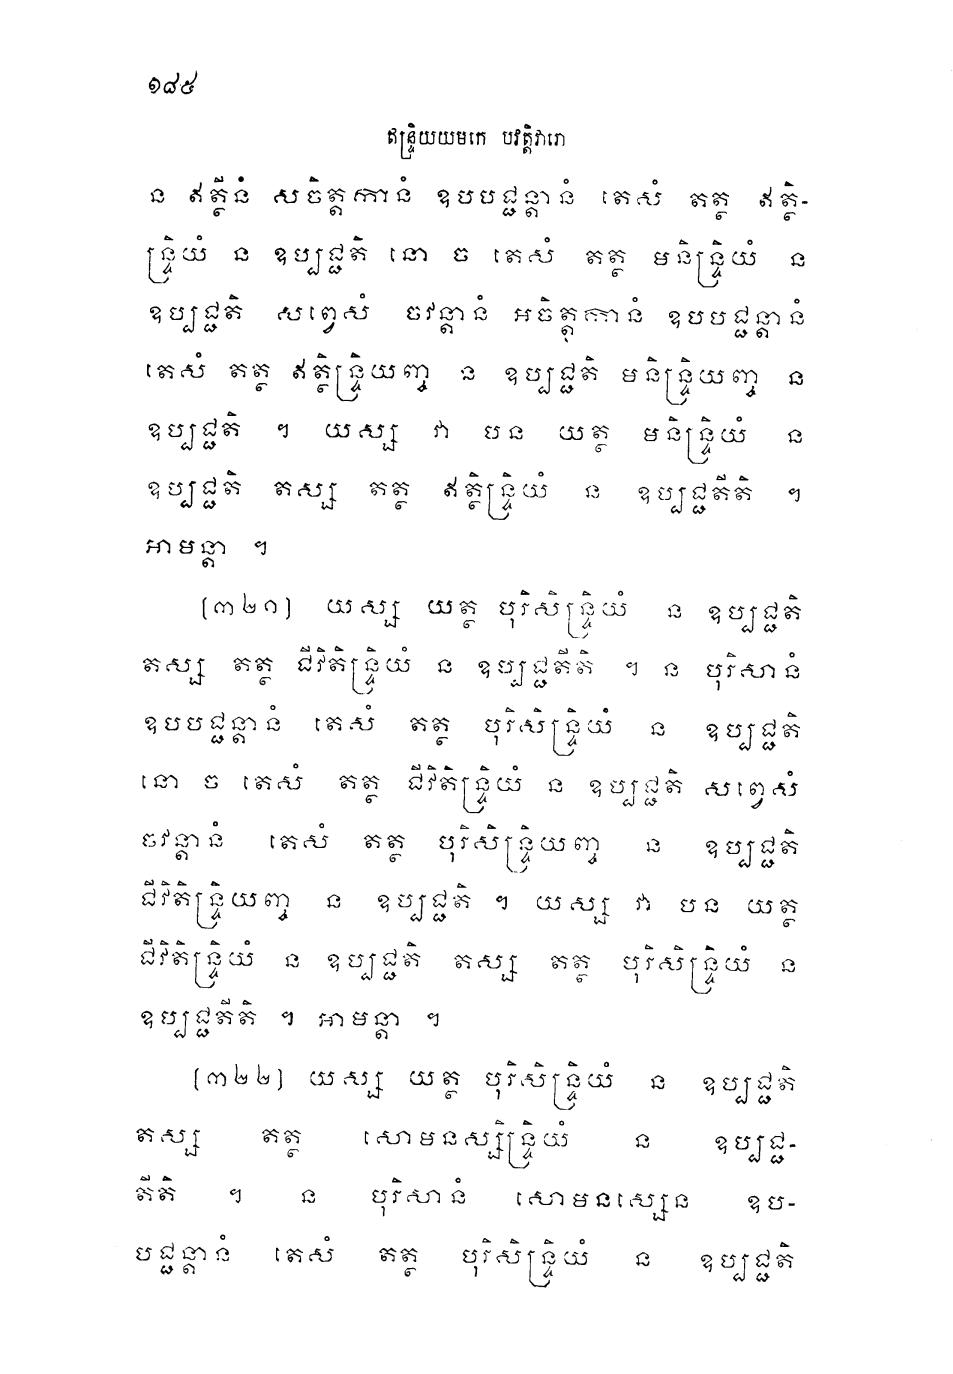 ១៨៥
ឥន្ទ្រិយយមកេ បវត្តិវារោ
ន ឥត្ថីនំ សចិត្តកានំ ឧបបជ្ជន្តានំ តេសំ តត្ថ ឥត្ថិ-
ន្ទ្រិយំ ន ឧប្បជ្ជតិ នោ ច តេសំ តត្ថ មនិន្ទ្រិយំ ន
ឧប្បជ្ជតិ សព្វេសំ ចវន្តានំ អចិត្តកានំ ឧបបជ្ជន្តានំ
តេសំ តត្ថ ឥត្ថិន្ទ្រិយញ្ច ន ឧប្បជ្ជតិ មនិន្ទ្រិយញ្ច ន
ឧប្បជ្ជតិ ។ យស្ស វា បន យត្ថ មនិន្ទ្រិយំ ន
ឧប្បជ្ជតិ តស្ស តត្ថ ឥត្ថិន្ទ្រិយំ ន ឧប្បជ្ជតីតិ ។
អាមន្តា ។
(៣២១) យស្ស យត្ថ បុរិសិន្ទ្រិយំ ន ឧប្បជ្ជតិ
តស្ស តត្ថ ជីវិតិន្ទ្រិយំ ន ឧប្បជ្ជតីតិ ។ ន បុរិសានំ
ឧបបជ្ជន្តានំ តេសំ តត្ថ បុរិសិន្ទ្រិយំ ន ឧប្បជ្ជតិ
នោ ច តេសំ តត្ថ ជីវិតិន្ទ្រិយំ ន ឧប្បជ្ជតិ សព្វេសំ
ចវន្តានំ តេសំ តត្ថ បុរិសិន្ទ្រិយញ្ច ន ឧប្បជ្ជតិ
ជីវិតិន្ទ្រិយញ្ច ន ឧប្បជ្ជតិ ។ យស្ស វា បន យត្ថ
ជីវិតិន្ទ្រិយំ ន ឧប្បជ្ជតិ តស្ស តត្ថ បុរិសិន្ទ្រិយំ ន
ឧប្បជ្ជតីតិ ។ អាមន្តា ។
(៣២២) យស្ស យត្ថ បុរិសិន្ទ្រិយំ ន ឧប្បជ្ជតិ
តស្ស តត្ថ សោមនស្សិន្ទ្រិយំ ន ឧប្បជ្ជ-
តីតិ ។ ន បុរិសានំ សោមនស្សេន ឧប-
បជ្ជន្តានំ តេសំ តត្ថ បុរិសិន្ទ្រិយំ ន ឧប្បជ្ជតិ